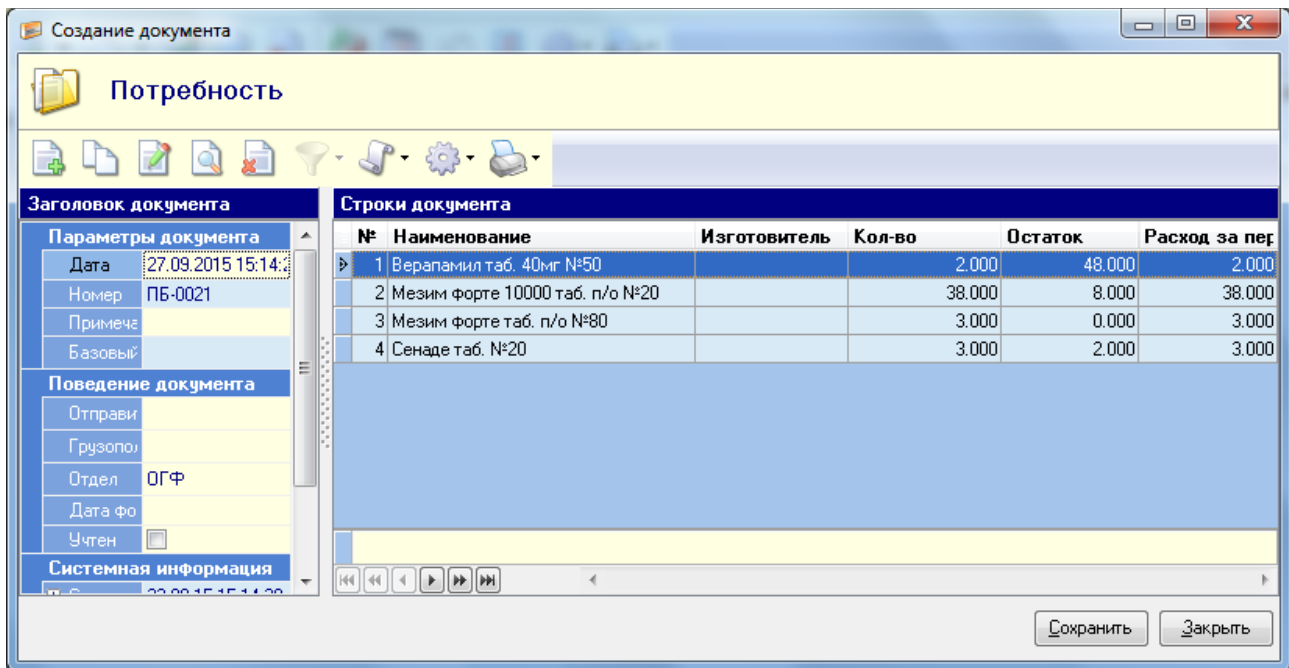 Создание документа
Потребность
Заголовок документа
Строки документа
Параметры документа
Дата 27.09.2015 15:14:2
Номер ПБ-0021
Примеча
Базовый
Поведение документа
Отправи
Грузопол
Отдел ОГФ
Дата фо
Учтен
Системная информация
№ Наименование Изготовитель Кол-во Остаток Расход за пер
1 Верапамил таб. 40мг №50 2.000 48.000 2.000
2 Мезим форте 10000 таб. п/о №20 38.000 8.000 38.000
3 Мезим форте таб. п/о №80 3.000 0.000 3.000
4 Сенаде таб. №20 3.000 2.000 3.000
Сохранить Закрыть